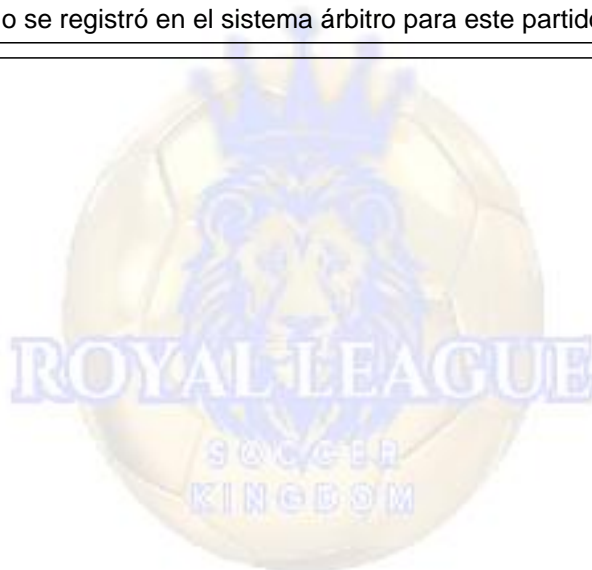 o se registró en el sistema árbitro para este partido
ROYAL LEAGUE
SOCCER
KINGDOM